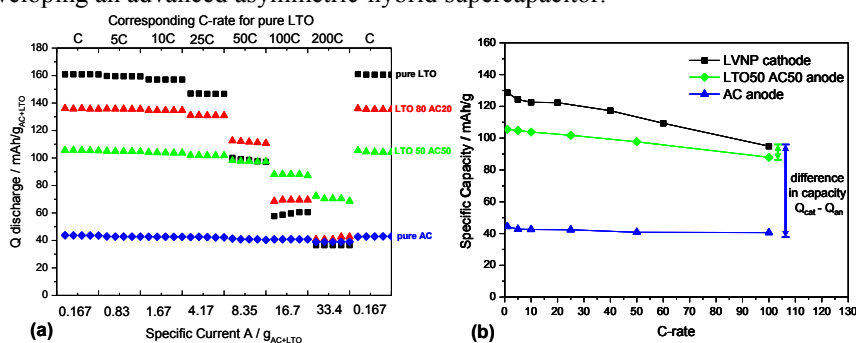 veloping an advanced asymmetric hybrid supercapacitor.
Corresponding C-rate for pure LTO
C 5C 10C 25C 50C 100C 200C C
180
160
140
120
100
80
60
40
20
0
Q discharge / mAh/g_AC+LTO
pure LTO
LTO 80 AC20
LTO 50 AC50
pure AC
0.167 0.83 1.67 4.17 8.35 16.7 33.4 0.167
(a)
Specific Current A / g_AC+LTO
160
140
120
100
80
60
40
20
0
Specific Capacity / mAh/g
LVNP cathode
LTO50 AC50 anode
AC anode
difference
in capacity
Q_cat - Q_an
0 10 20 30 40 50 60 70 80 90 100 110 120 130
(b)
C-rate